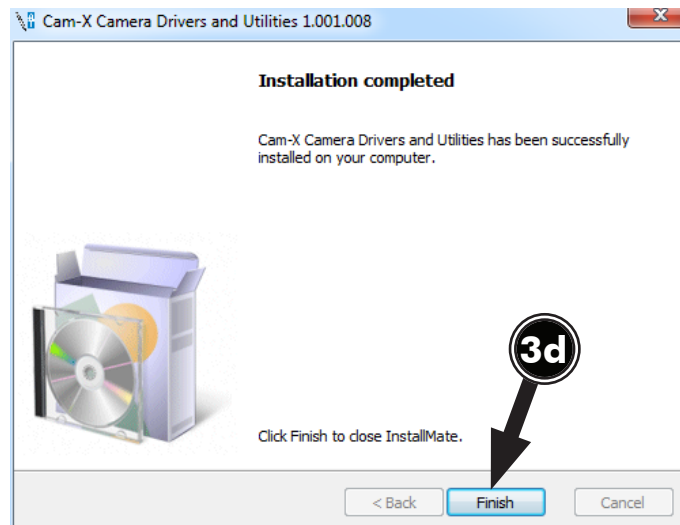 Cam-X Camera Drivers and Utilities 1.001.008
Installation completed
Cam-X Camera Drivers and Utilities has been successfully
installed on your computer.
3d
Click Finish to close InstallMate.
< Back Finish Cancel